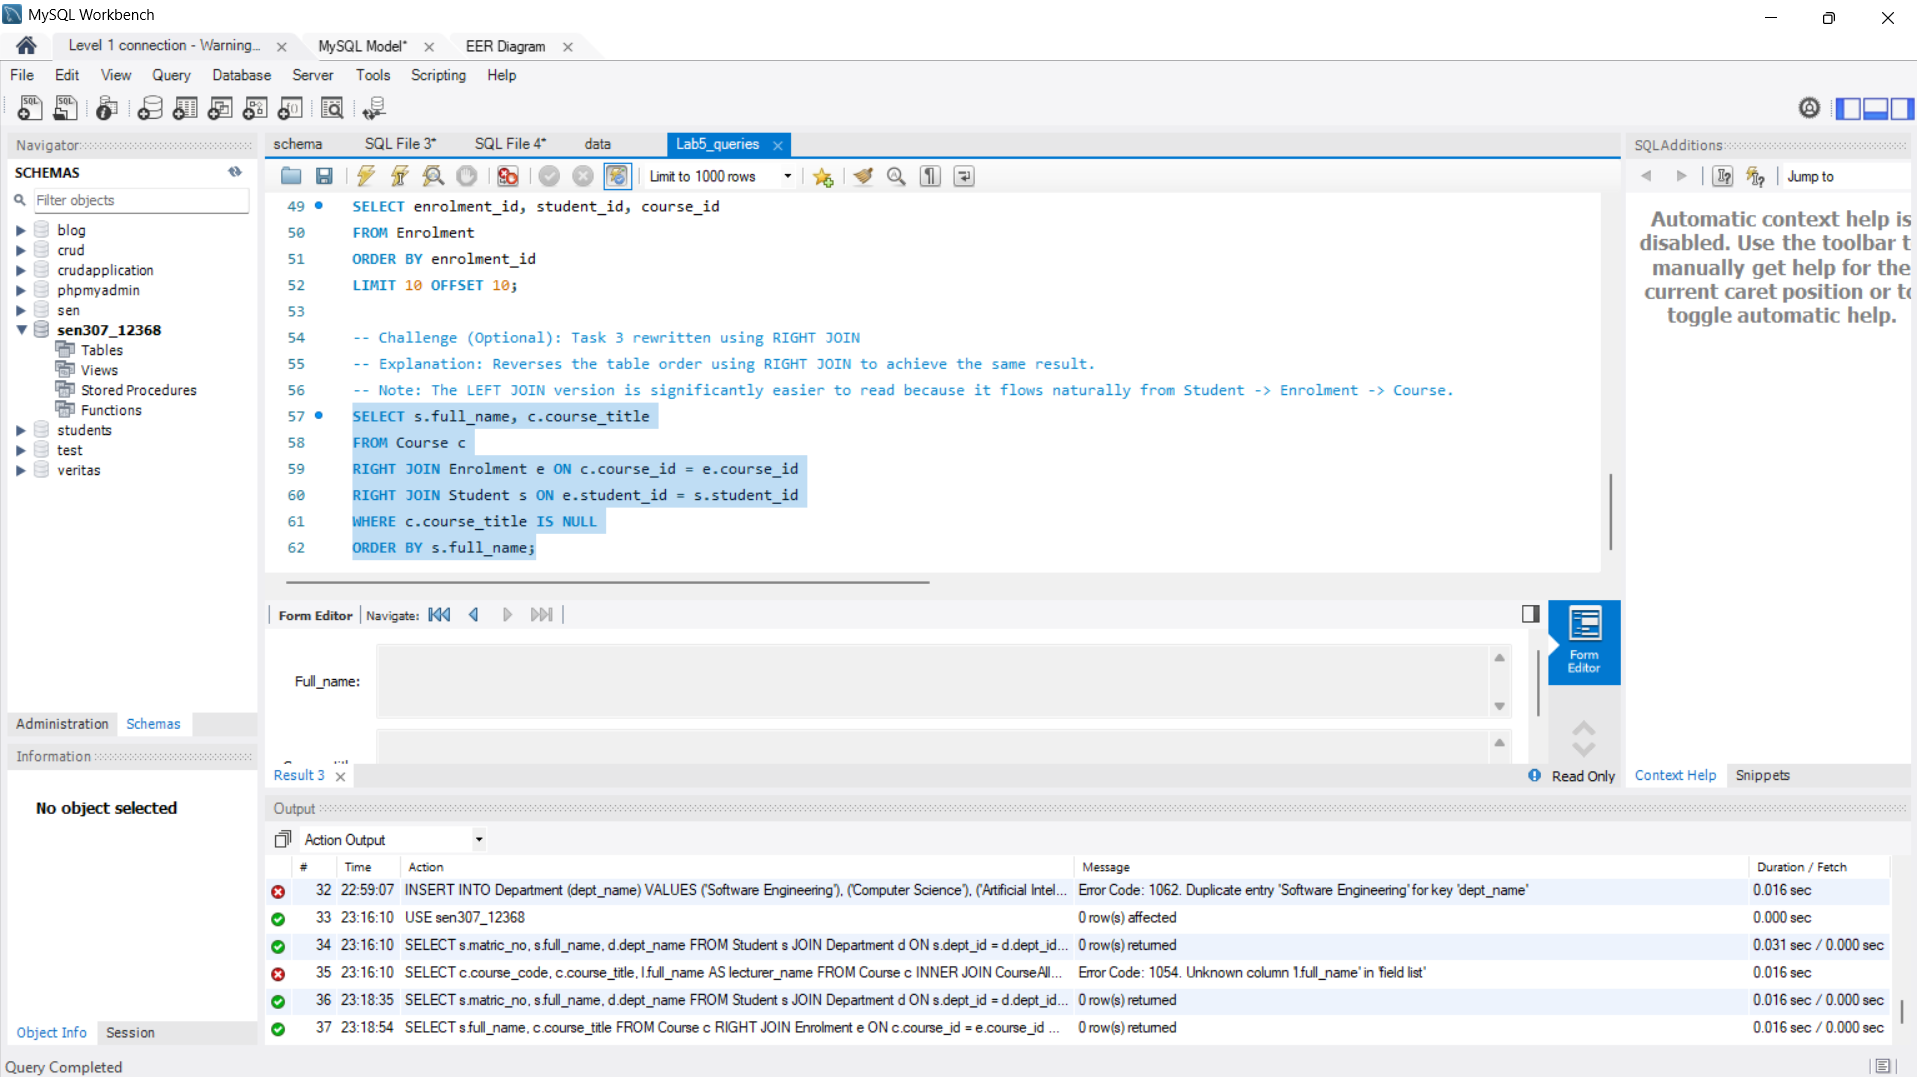 MySQL Workbench
Level 1 connection - Warning...
MySQL Model*
EER Diagram
File Edit View Query Database Server Tools Scripting Help
Navigator
SCHEMAS
Filter objects
blog
crud
crudapplication
phpmyadmin
sen
sen307_12368
Tables
Views
Stored Procedures
Functions
students
test
veritas
Administration Schemas
Information
No object selected
Object Info Session
schema SQL File 3* SQL File 4* data Lab5_queries
Limit to 1000 rows
49 SELECT enrolment_id, student_id, course_id
50 FROM Enrolment
51 ORDER BY enrolment_id
52 LIMIT 10 OFFSET 10;
53
54 -- Challenge (Optional): Task 3 rewritten using RIGHT JOIN
55 -- Explanation: Reverses the table order using RIGHT JOIN to achieve the same result.
56 -- Note: The LEFT JOIN version is significantly easier to read because it flows naturally from Student -> Enrolment -> Course.
57 SELECT s.full_name, c.course_title
58 FROM Course c
59 RIGHT JOIN Enrolment e ON c.course_id = e.course_id
60 RIGHT JOIN Student s ON e.student_id = s.student_id
61 WHERE c.course_title IS NULL
62 ORDER BY s.full_name;
Form Editor Navigate:
Full_name:
Form
Editor
Result 3
Read Only
SQLAdditions
Jump to
Automatic context help is
disabled. Use the toolbar t
manually get help for the
current caret position or to
toggle automatic help.
Context Help Snippets
Output
Action Output
# Time Action Message Duration / Fetch
32 22:59:07 INSERT INTO Department (dept_name) VALUES ('Software Engineering'), ('Computer Science'), ('Artificial Intel... Error Code: 1062. Duplicate entry 'Software Engineering' for key 'dept_name' 0.016 sec
33 23:16:10 USE sen307_12368 0 row(s) affected 0.000 sec
34 23:16:10 SELECT s.matric_no, s.full_name, d.dept_name FROM Student s JOIN Department d ON s.dept_id = d.dept_id... 0 row(s) returned 0.031 sec / 0.000 sec
35 23:16:10 SELECT c.course_code, c.course_title, l.full_name AS lecturer_name FROM Course c INNER JOIN CourseAll... Error Code: 1054. Unknown column 'l.full_name' in 'field list' 0.016 sec
36 23:18:35 SELECT s.matric_no, s.full_name, d.dept_name FROM Student s JOIN Department d ON s.dept_id = d.dept_id... 0 row(s) returned 0.016 sec / 0.000 sec
37 23:18:54 SELECT s.full_name, c.course_title FROM Course c RIGHT JOIN Enrolment e ON c.course_id = e.course_id ... 0 row(s) returned 0.016 sec / 0.000 sec
Query Completed